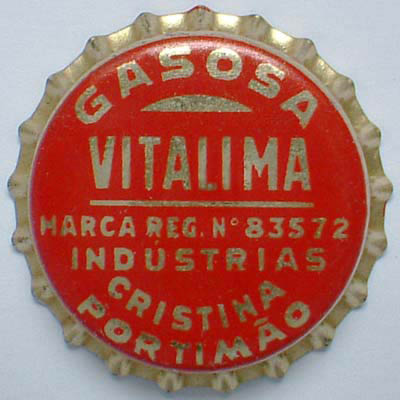 GASOSA
VITALIMA
MARCA REG. Nº 83572
INDÚSTRIAS
CRISTINA
PORTIMÃO